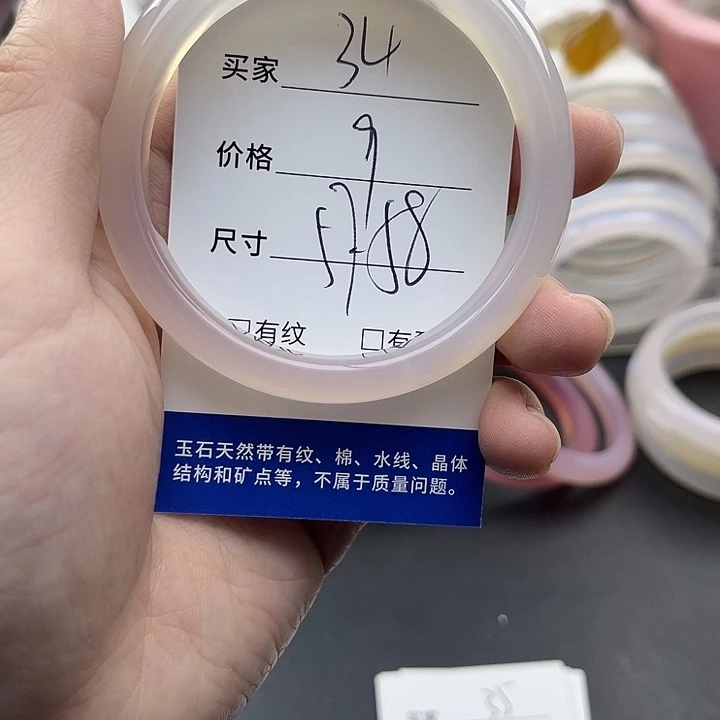 买家 34
价格 9
尺寸 57-58
□有纹 □有
玉石天然带有纹、棉、水线、晶体
结构和矿点等，不属于质量问题。